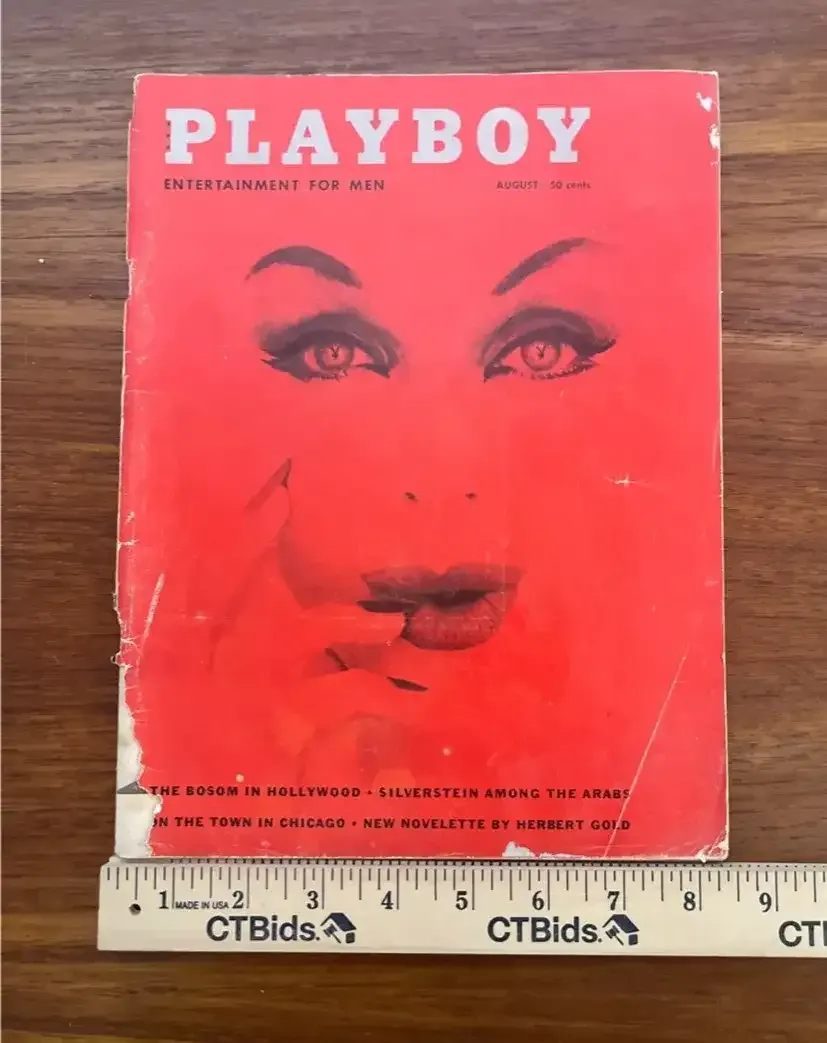 PLAYBOY
ENTERTAINMENT FOR MEN AUGUST 50 cents
THE BOSOM IN HOLLYWOOD • SILVERSTEIN AMONG THE ARABS
ON THE TOWN IN CHICAGO • NEW NOVELETTE BY HERBERT GOLD
1 MADE IN USA 2 3 4 5 6 7 8 9
CTBids. CTBids. CTBi